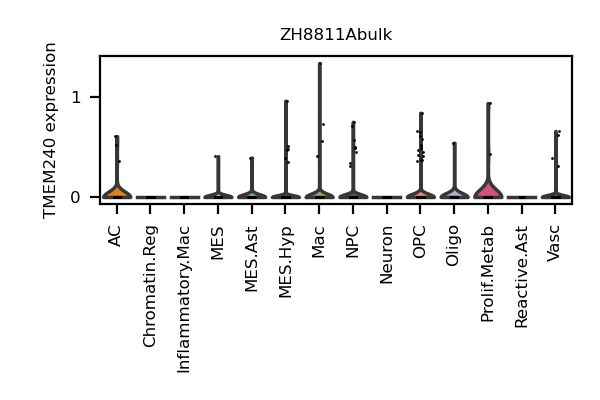 ZH8811Abulk
TMEM240 expression
1
0
AC
Chromatin.Reg
Inflammatory.Mac
MES
MES.Ast
MES.Hyp
Mac
NPC
Neuron
OPC
Oligo
Prolif.Metab
Reactive.Ast
Vasc